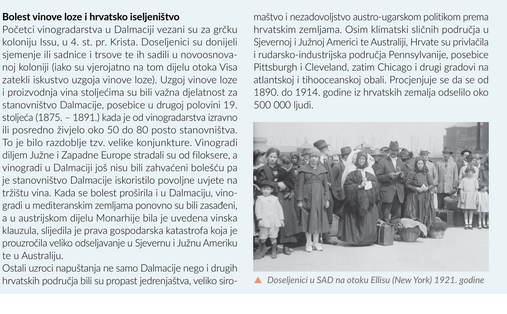 Bolest vinove loze i hrvatsko iseljeništvo
Početci vinogradarstva u Dalmaciji vezani su za grčku
koloniju Issu, u 4. st. pr. Krista. Doseljenici su donijeli
sjemenje ili sadnice i trsove te ih sadili u novoosnova-
noj koloniji (iako su vjerojatno na tom dijelu otoka Visa
zatekli iskustvo uzgoja vinove loze). Uzgoj vinove loze
i proizvodnja vina stoljećima su bili važna djelatnost za
stanovništvo Dalmacije, posebice u drugoj polovini 19.
stoljeća (1875. – 1891.) kada je od vinogradarstva izravno
ili posredno živjelo oko 50 do 80 posto stanovništva.
To je bilo razdoblje tzv. velike konjunkture. Vinogradi
diljem Južne i Zapadne Europe stradali su od filoksere, a
vinogradi u Dalmaciji još nisu bili zahvaćeni bolešću pa
je stanovništvo Dalmacije iskoristilo povoljne uvjete na
tržištu vina. Kada se bolest proširila i u Dalmaciju, vino-
gradi u mediteranskim zemljama ponovno su bili zasađeni,
a u austrijskom dijelu Monarhije bila je uvedena vinska
klauzula, slijedila je prava gospodarska katastrofa koja je
prouzročila veliko odseljavanje u Sjevernu i Južnu Ameriku
te u Australiju.
Ostali uzroci napuštanja ne samo Dalmacije nego i drugih
hrvatskih područja bili su propast jedrenjaštva, veliko siro-
maštvo i nezadovoljstvo austro-ugarskom politikom prema
hrvatskim zemljama. Osim klimatski sličnih područja u
Sjevernoj i Južnoj Americi te Australiji, Hrvate su privlačila
i rudarsko-industrijska područja Pennsylvanije, posebice
Pittsburgh i Cleveland, zatim Chicago i drugi gradovi na
atlantskoj i tihooceanskoj obali. Procjenjuje se da se od
1890. do 1914. godine iz hrvatskih zemalja odselilo oko
500 000 ljudi.
Doseljenici u SAD na otoku Ellisu (New York) 1921. godine